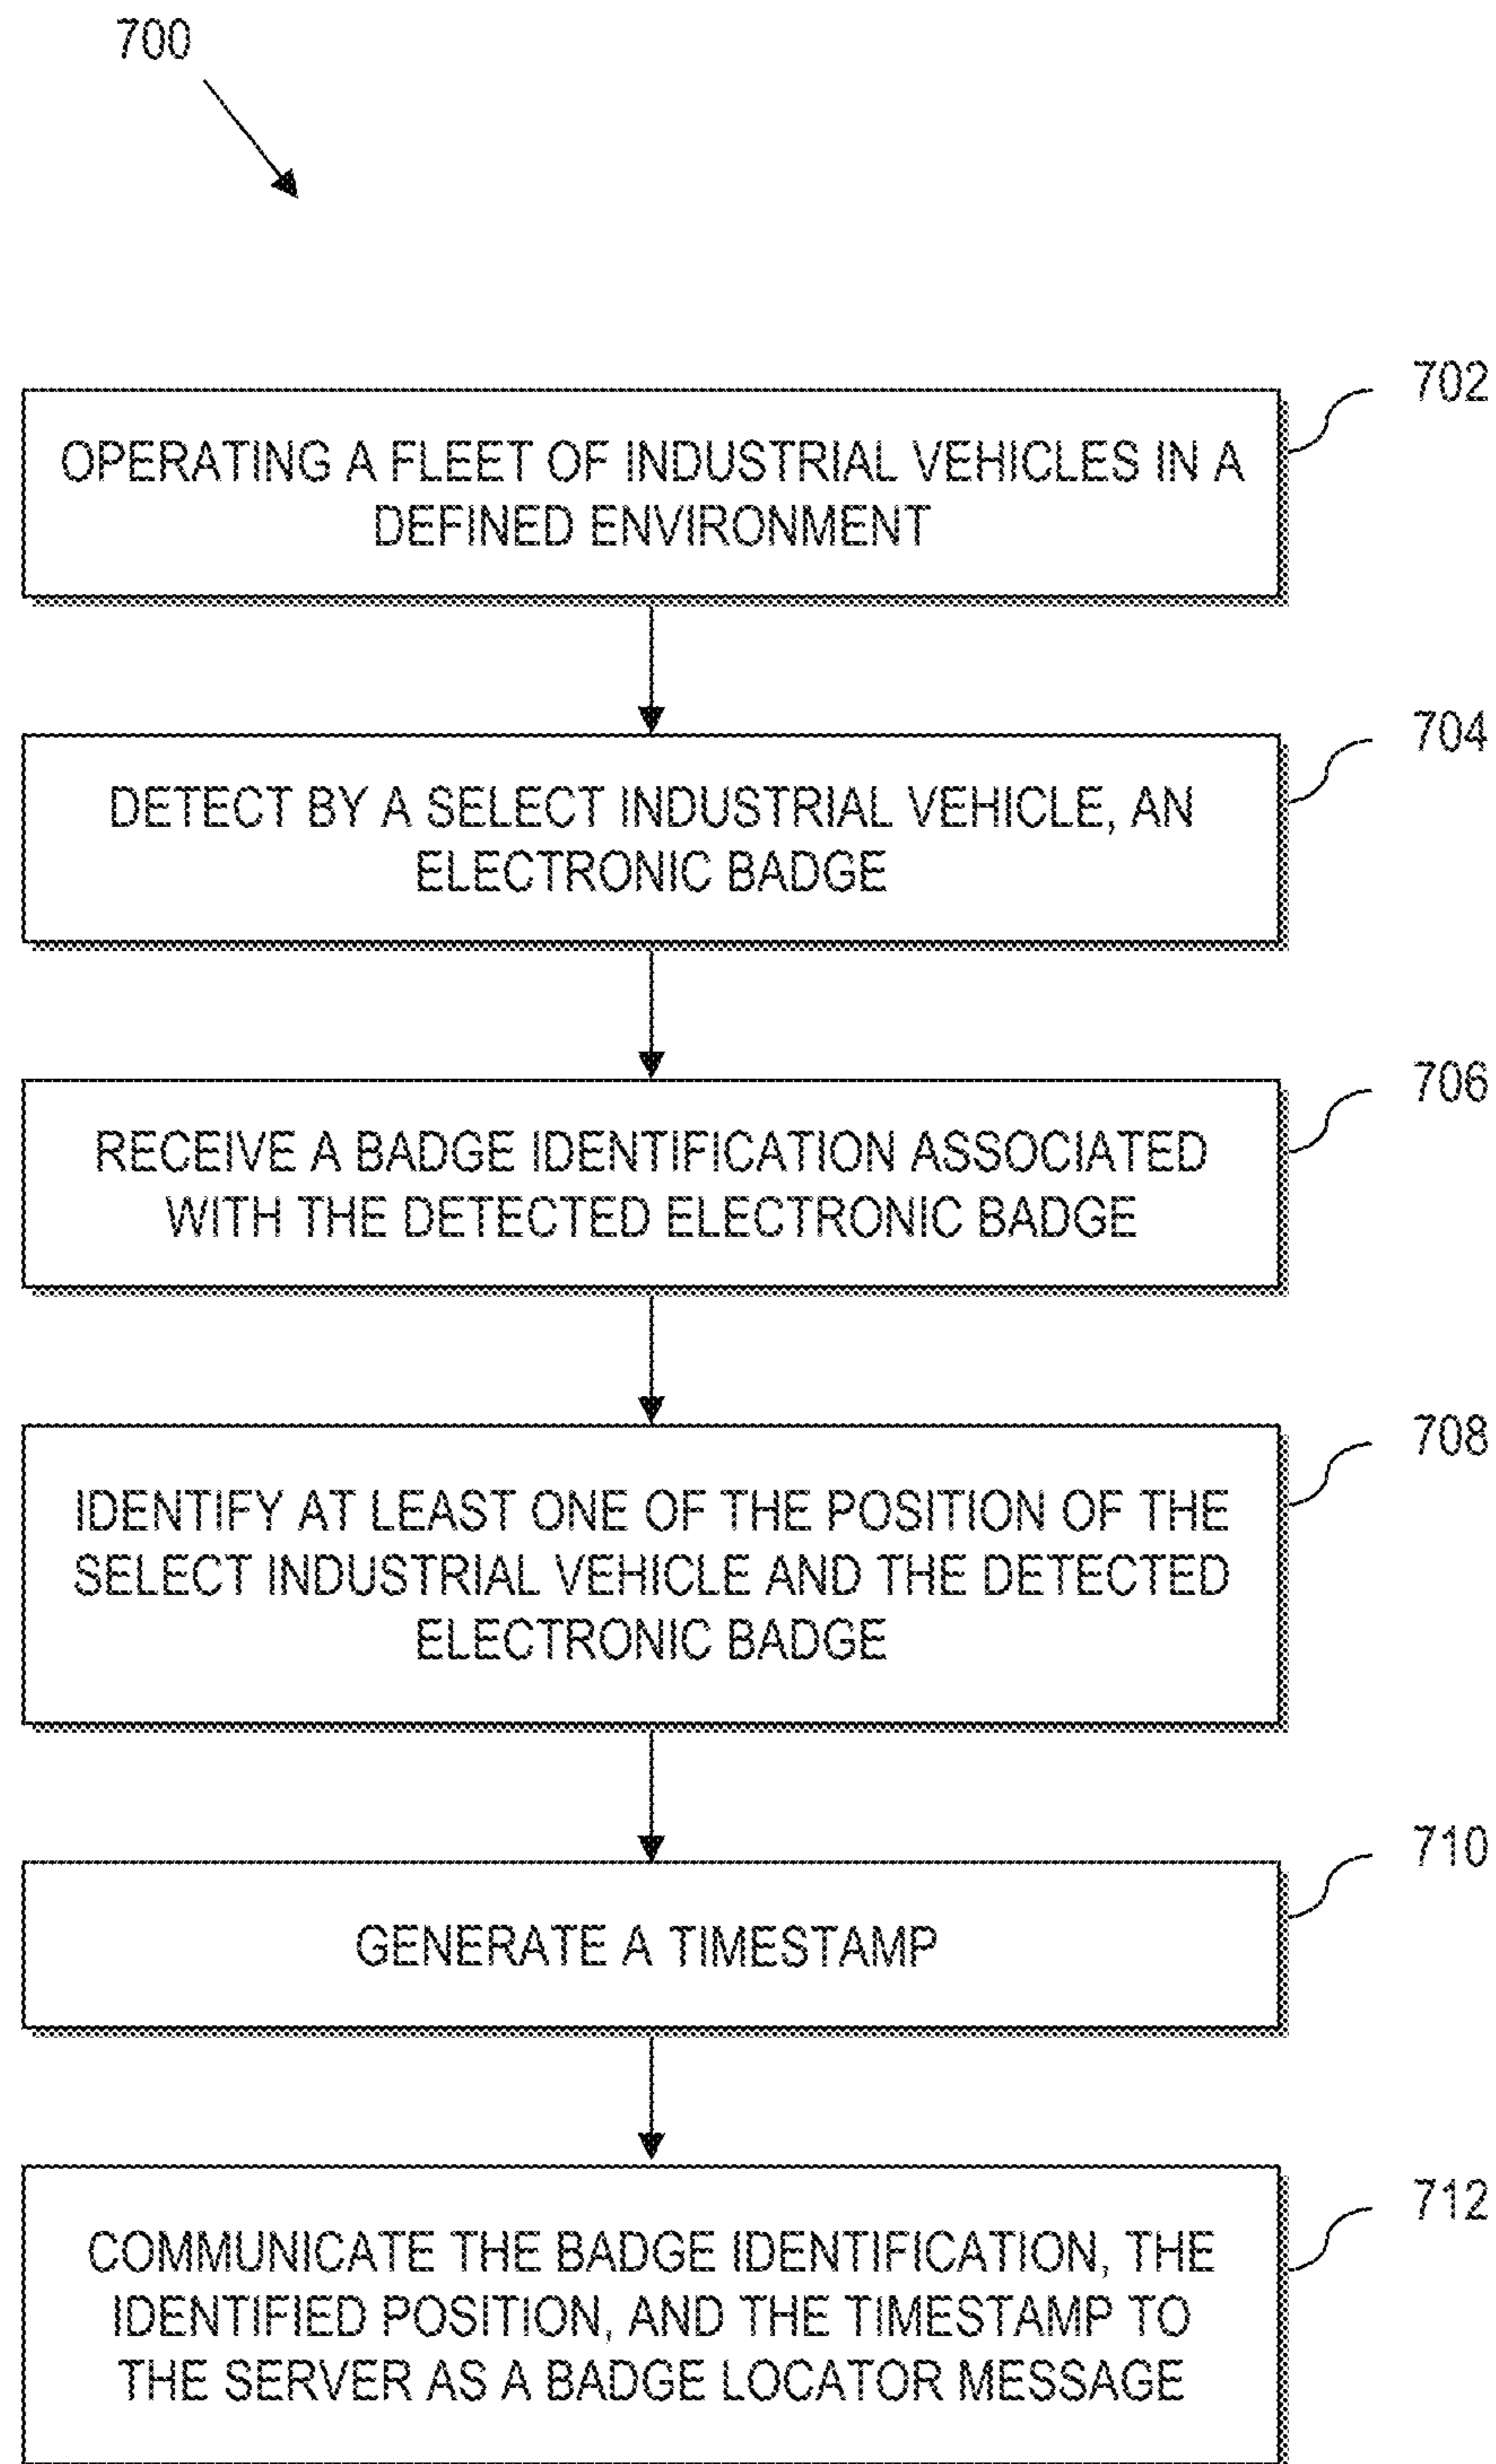 700
702
OPERATING A FLEET OF INDUSTRIAL VEHICLES IN A
DEFINED ENVIRONMENT
704
DETECT BY A SELECT INDUSTRIAL VEHICLE, AN
ELECTRONIC BADGE
706
RECEIVE A BADGE IDENTIFICATION ASSOCIATED
WITH THE DETECTED ELECTRONIC BADGE
708
IDENTIFY AT LEAST ONE OF THE POSITION OF THE
SELECT INDUSTRIAL VEHICLE AND THE DETECTED
ELECTRONIC BADGE
710
GENERATE A TIMESTAMP
712
COMMUNICATE THE BADGE IDENTIFICATION, THE
IDENTIFIED POSITION, AND THE TIMESTAMP TO
THE SERVER AS A BADGE LOCATOR MESSAGE